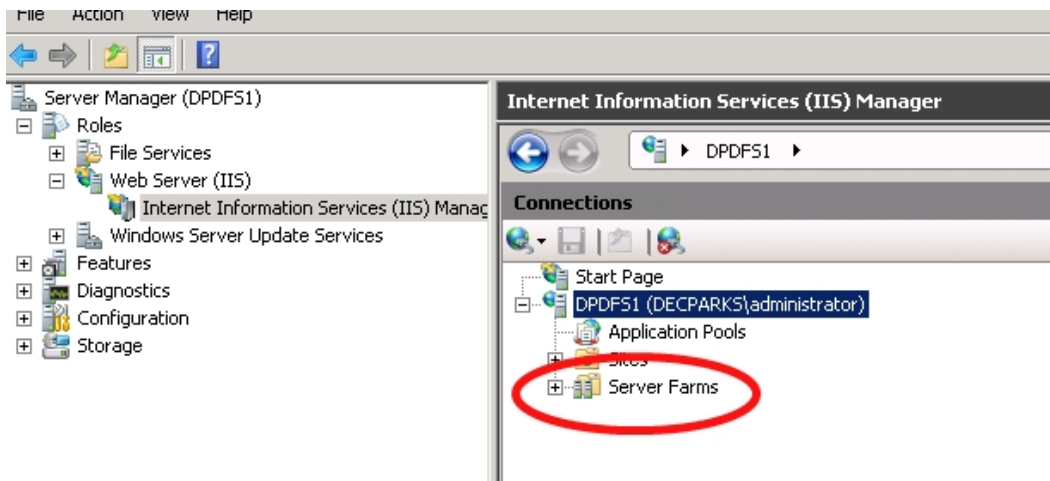 File Action View Help
Server Manager (DPDFS1)
Roles
File Services
Web Server (IIS)
Internet Information Services (IIS) Manag
Windows Server Update Services
Features
Diagnostics
Configuration
Storage
Internet Information Services (IIS) Manager
DPDFS1
Connections
Start Page
DPDFS1 (DECPARKS\administrator)
Application Pools
Sites
Server Farms